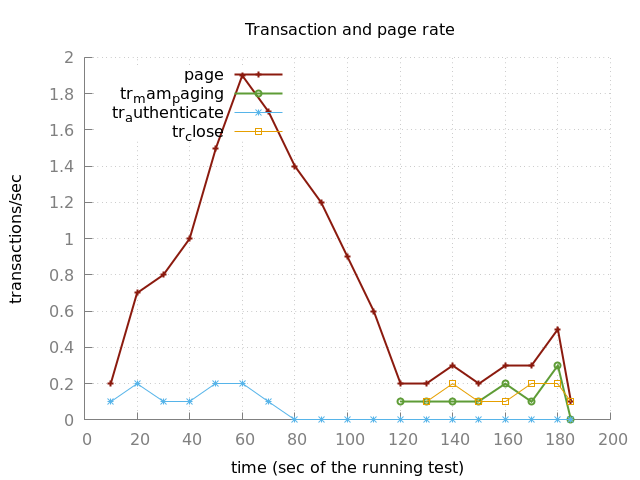 Transaction and page rate
2
1.8
1.6
1.4
1.2
1
0.8
0.6
0.4
0.2
0
page
trmampaging
trauthenticate
trclose
transactions/sec
0 20 40 60 80 100 120 140 160 180 200
time (sec of the running test)